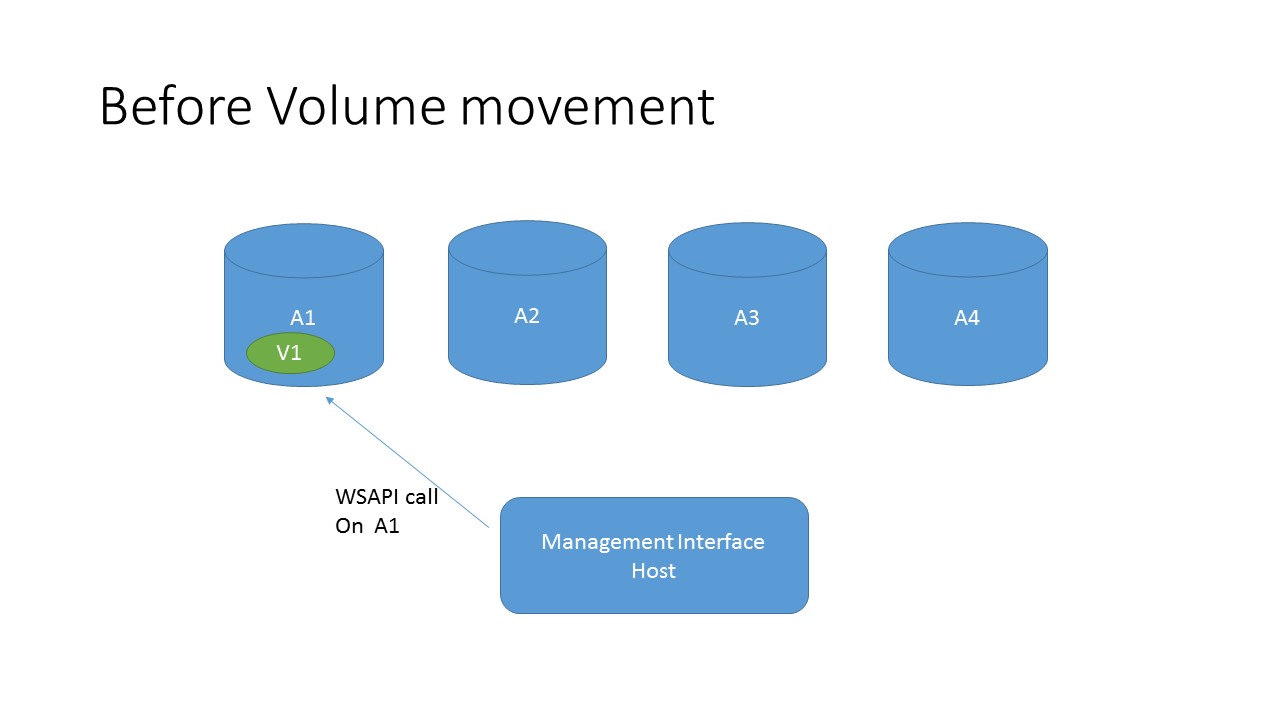 Before Volume movement
A1
A2
A3
A4
V1
WSAPI call
On  A1
Management Interface
Host